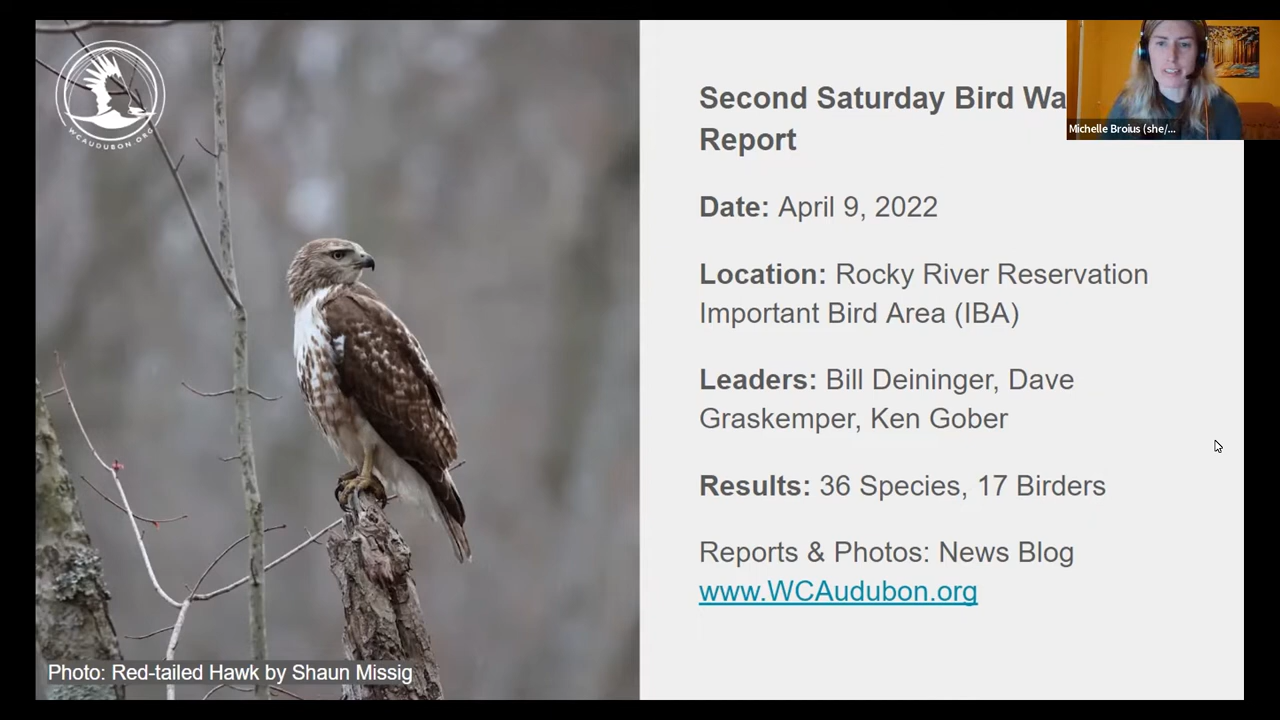 WCAUDUBON.ORG
Second Saturday Bird Wa
Report
Date: April 9, 2022
Location: Rocky River Reservation
Important Bird Area (IBA)
Leaders: Bill Deininger, Dave
Graskemper, Ken Gober
Results: 36 Species, 17 Birders
Reports & Photos: News Blog
www.WCAudubon.org
Michelle Broius (she/...
Photo: Red-tailed Hawk by Shaun Missig